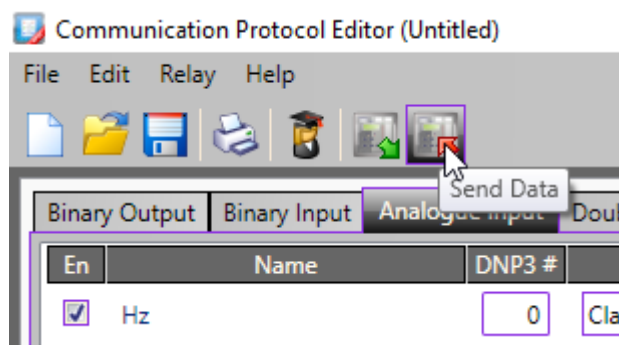 Communication Protocol Editor (Untitled)
File Edit Relay Help
Send Data
Binary Output Binary Input Analogue Input
En Name DNP3 #
Hz 0